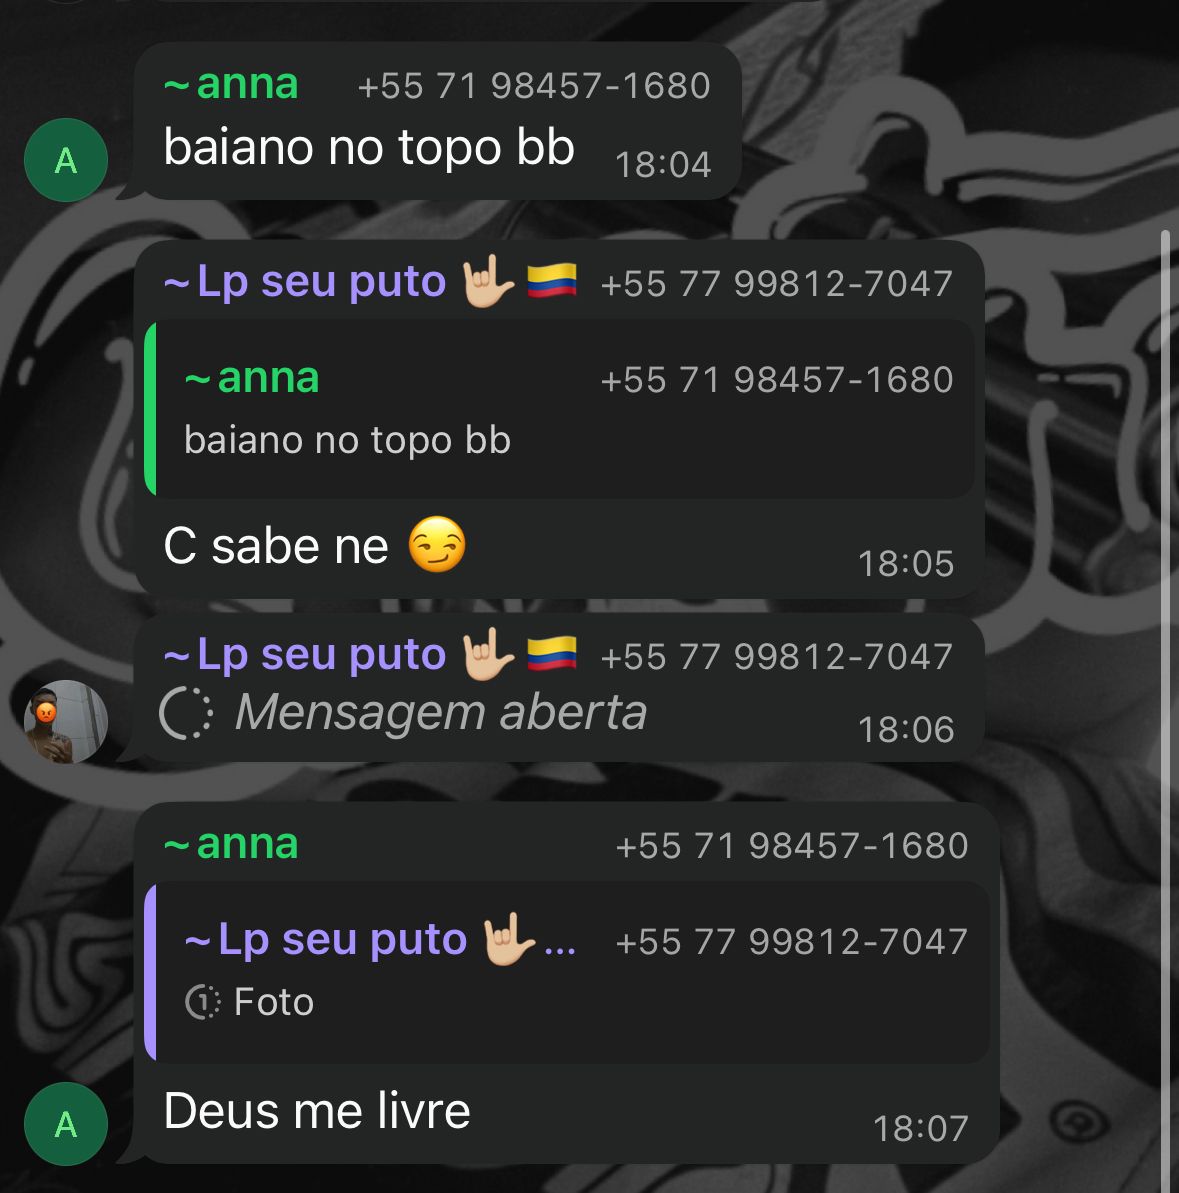 ~anna +55 71 98457-1680
A
baiano no topo bb 18:04
~Lp seu puto 🤟🏼🇨🇴 +55 77 99812-7047
~anna +55 71 98457-1680
baiano no topo bb
C sabe ne 😏
18:05
~Lp seu puto 🤟🏼🇨🇴 +55 77 99812-7047
Mensagem aberta 18:06
~anna +55 71 98457-1680
~Lp seu puto 🤟🏼... +55 77 99812-7047
1 Foto
A
Deus me livre
18:07